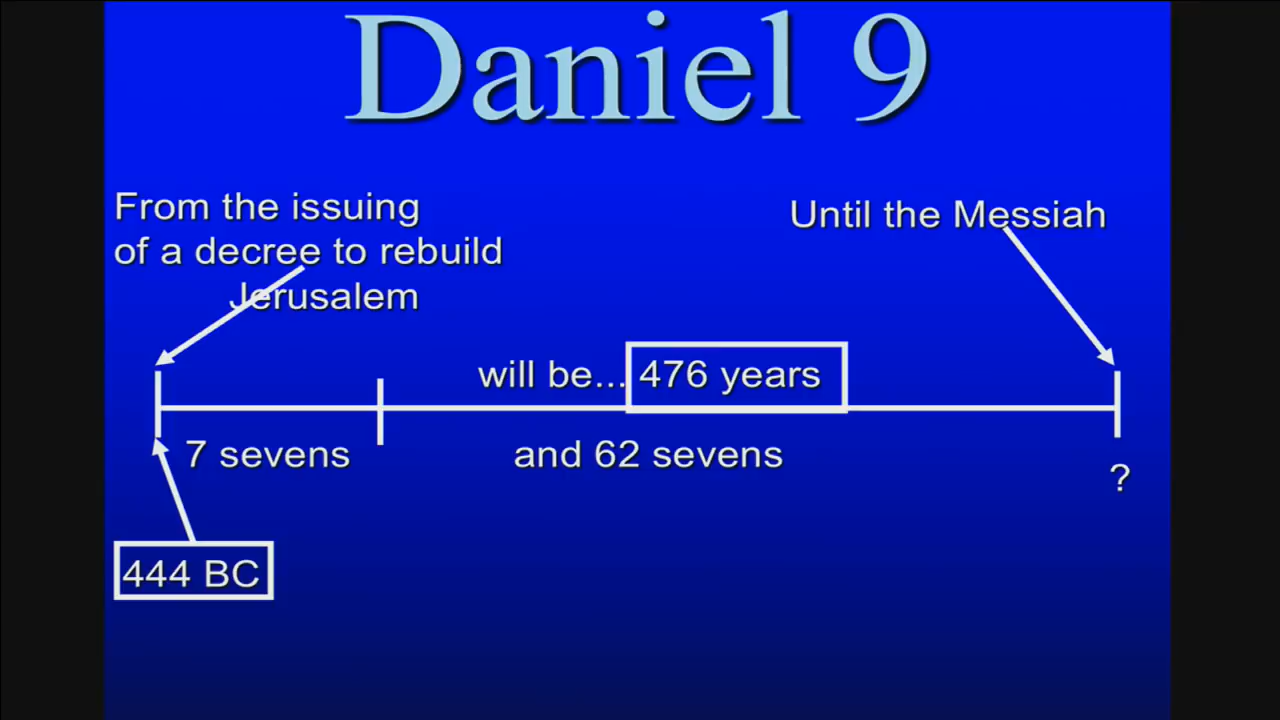 Daniel 9
From the issuing
of a decree to rebuild
Jerusalem
Until the Messiah
will be... 476 years
7 sevens
and 62 sevens
?
444 BC